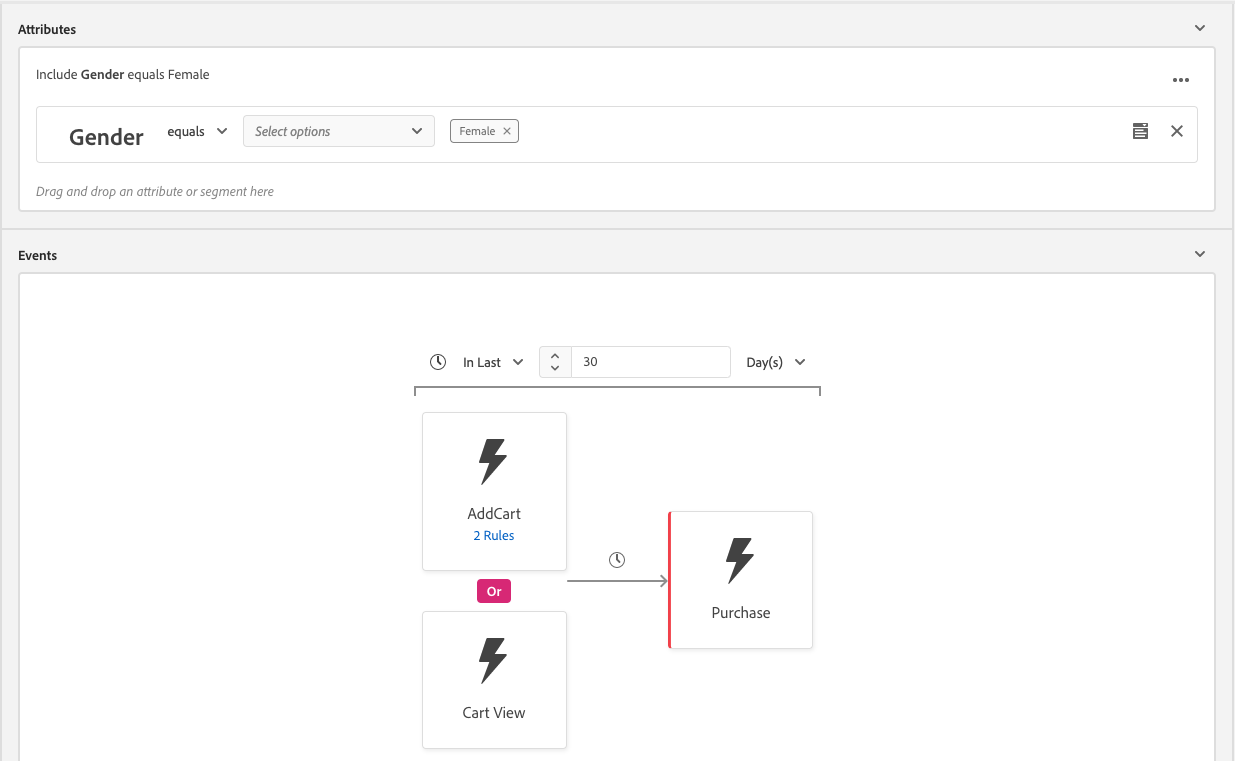 Attributes
Include Gender equals Female
Gender equals Select options Female
Drag and drop an attribute or segment here
Events
In Last 30 Day(s)
AddCart
2 Rules
Or
Purchase
Cart View